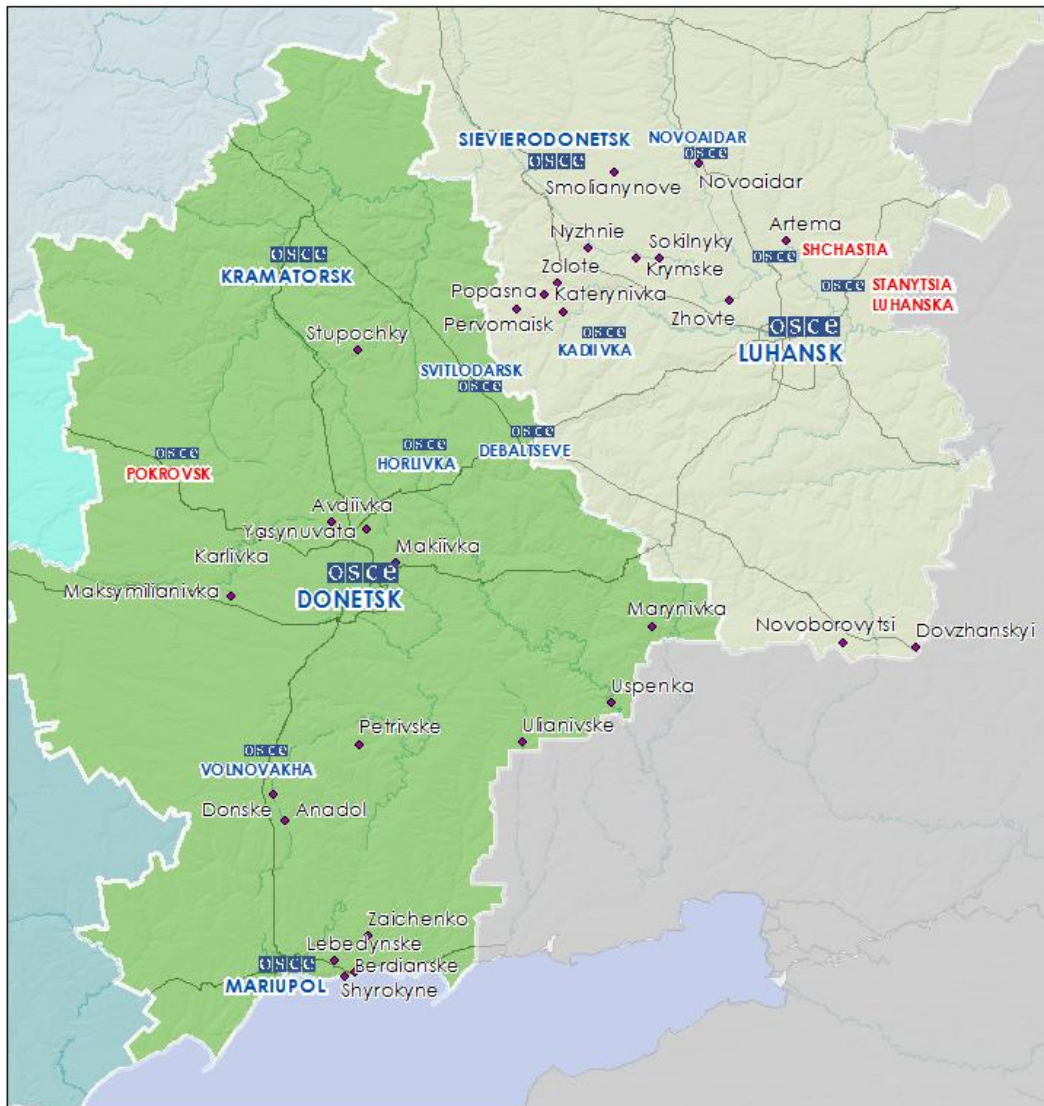 SIEVIERODONETSK
osce
NOVOAIDAR
osce
Novoaidar
Smolianynove
Artema
osce
SHCHASTIA
Nyzhnie
Sokilnyky
Krymske
osce
KRAMATORSK
Zolote
Popasna
Katerynivka
Pervomaisk
Zhovte
osce
STANYTSIA
LUHANSKA
osce
KADIIVKA
osce
LUHANSK
Stupochky
SVITLODARSK
osce
osce
POKROVSK
osce
HORLIVKA
osce
DEBALTSEVE
Avdiivka
Yasynuvata
Karlivka
Makiivka
osce
DONETSK
Maksymilianivka
Marynivka
Novoborovytsi
Dovzhanskyi
Uspenka
Petrivske
Ulianivske
osce
VOLNOVAKHA
Donske
Anadol
Zaichenko
Lebedynske
osce
MARIUPOL
Berdianske
Shyrokyne